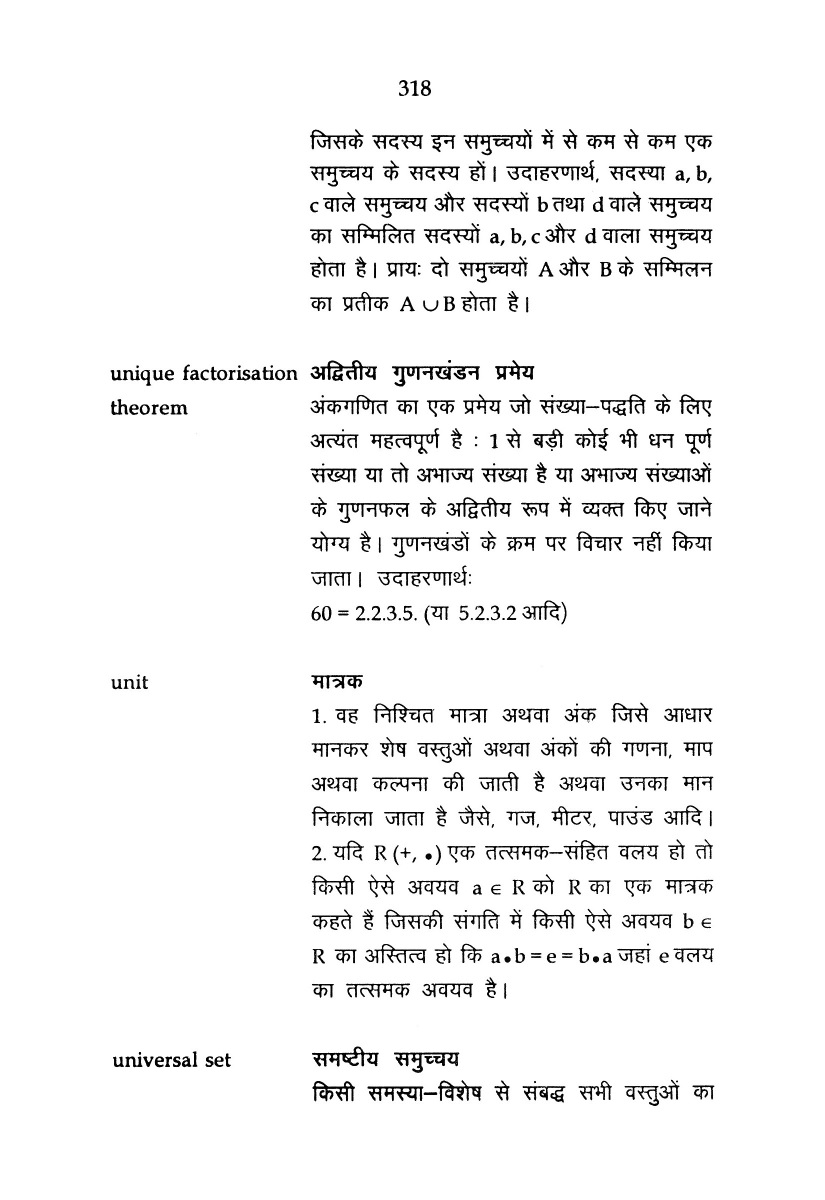 318
जिसके सदस्य इन समुच्चयों में से कम से कम एक
समुच्चय के सदस्य हों। उदाहरणार्थ, सदस्या a, b,
c वाले समुच्चय और सदस्यों b तथा d वाले समुच्चय
का सम्मिलित सदस्यों a, b, c और d वाला समुच्चय
होता है। प्रायः दो समुच्चयों A और B के सम्मिलन
का प्रतीक A ∪ B होता है।
unique factorisation अद्वितीय गुणनखंडन प्रमेय
theorem अंकगणित का एक प्रमेय जो संख्या–पद्धति के लिए
अत्यंत महत्वपूर्ण है : 1 से बड़ी कोई भी धन पूर्ण
संख्या या तो अभाज्य संख्या है या अभाज्य संख्याओं
के गुणनफल के अद्वितीय रूप में व्यक्त किए जाने
योग्य है। गुणनखंडों के क्रम पर विचार नहीं किया
जाता। उदाहरणार्थः
60 = 2.2.3.5. (या 5.2.3.2 आदि)
unit मात्रक
1. वह निश्चित मात्रा अथवा अंक जिसे आधार
मानकर शेष वस्तुओं अथवा अंकों की गणना, माप
अथवा कल्पना की जाती है अथवा उनका मान
निकाला जाता है जैसे, गज, मीटर, पाउंड आदि।
2. यदि R (+, •) एक तत्समक–संहित वलय हो तो
किसी ऐसे अवयव a ∈ R को R का एक मात्रक
कहते हैं जिसकी संगति में किसी ऐसे अवयव b ∈
R का अस्तित्व हो कि a•b = e = b•a जहां e वलय
का तत्समक अवयव है।
universal set समष्टीय समुच्चय
किसी समस्या–विशेष से संबद्ध सभी वस्तुओं का